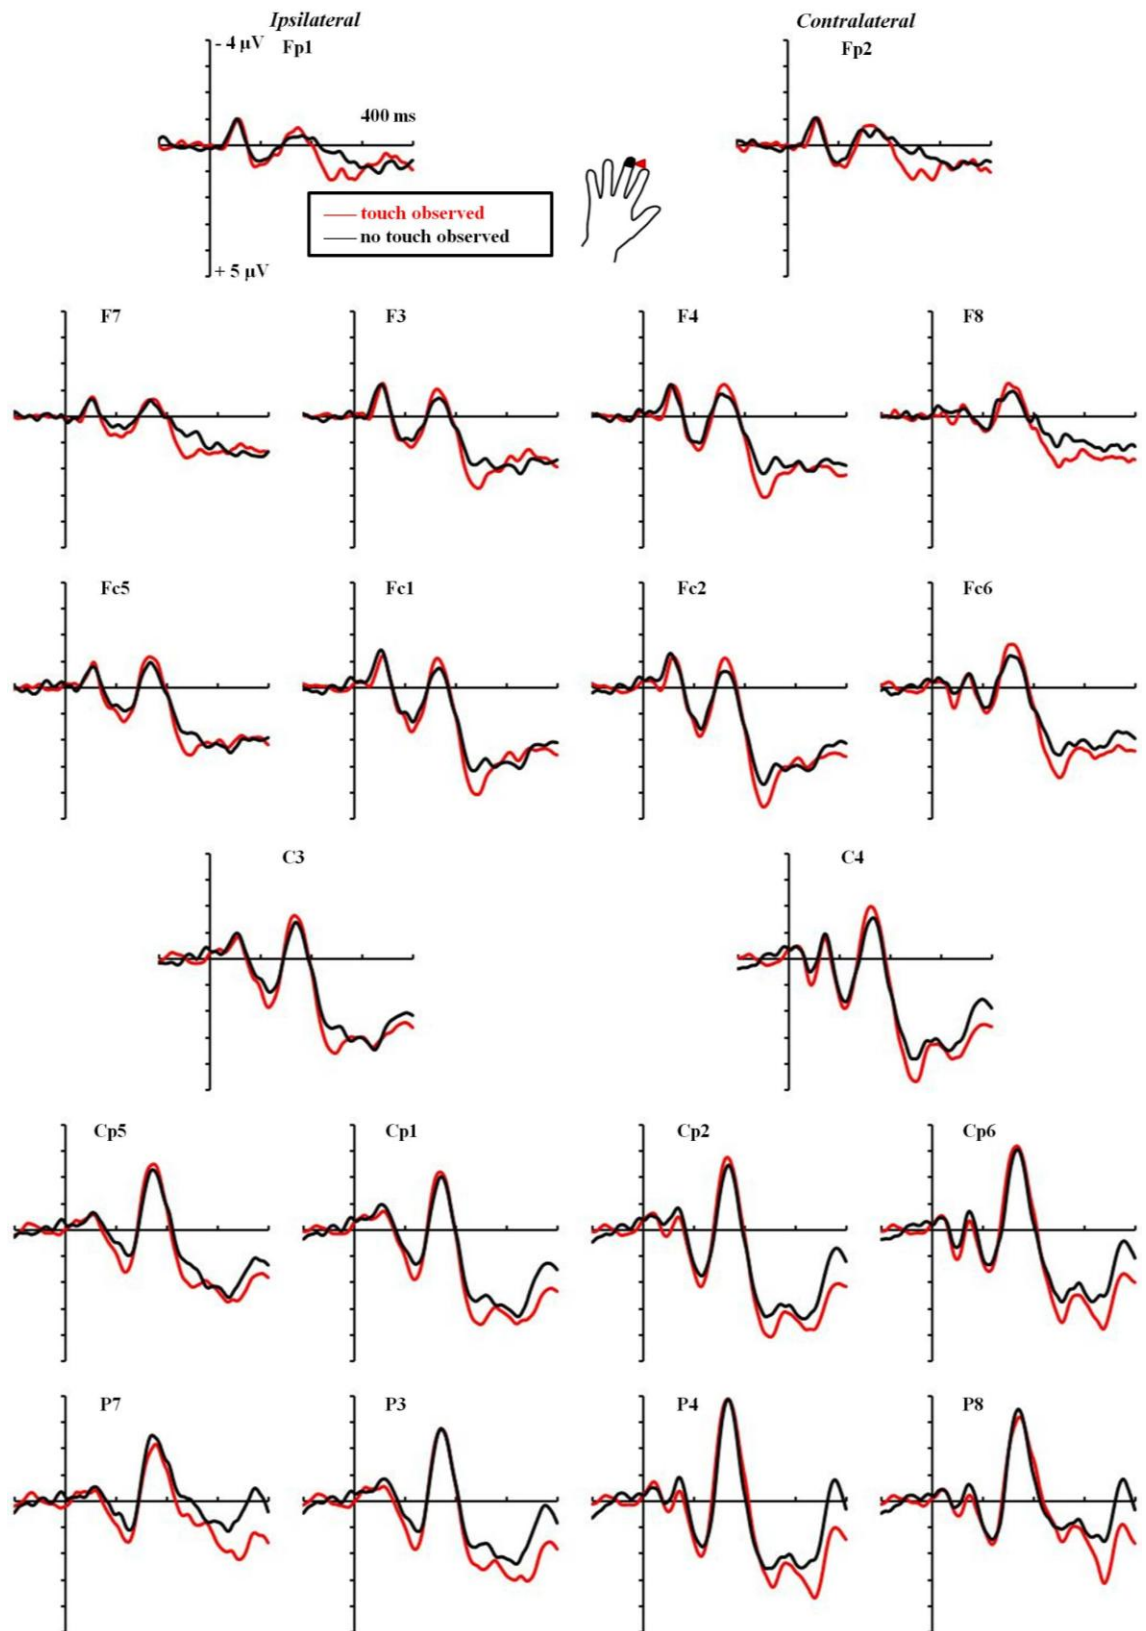 Ipsilateral
Contralateral
- 4 µV
Fp1
Fp2
400 ms
touch observed
no touch observed
+ 5 µV
F7
F3
F4
F8
Fc5
Fc1
Fc2
Fc6
C3
C4
Cp5
Cp1
Cp2
Cp6
P7
P3
P4
P8